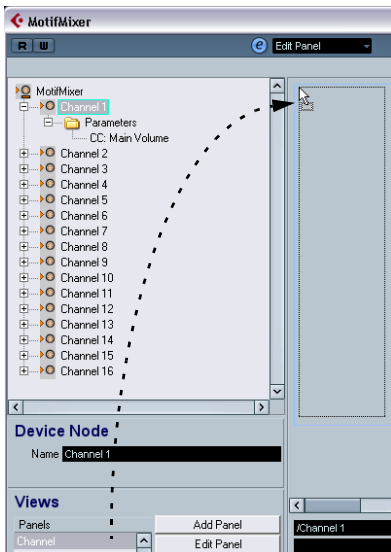 MotifMixer
R W e Edit Panel
MotifMixer
Channel 1
Parameters
CC: Main Volume
Channel 2
Channel 3
Channel 4
Channel 5
Channel 6
Channel 7
Channel 8
Channel 9
Channel 10
Channel 11
Channel 12
Channel 13
Channel 14
Channel 15
Channel 16
Device Node
Name Channel 1
Views
Panels Add Panel
Channel Edit Panel
/Channel 1